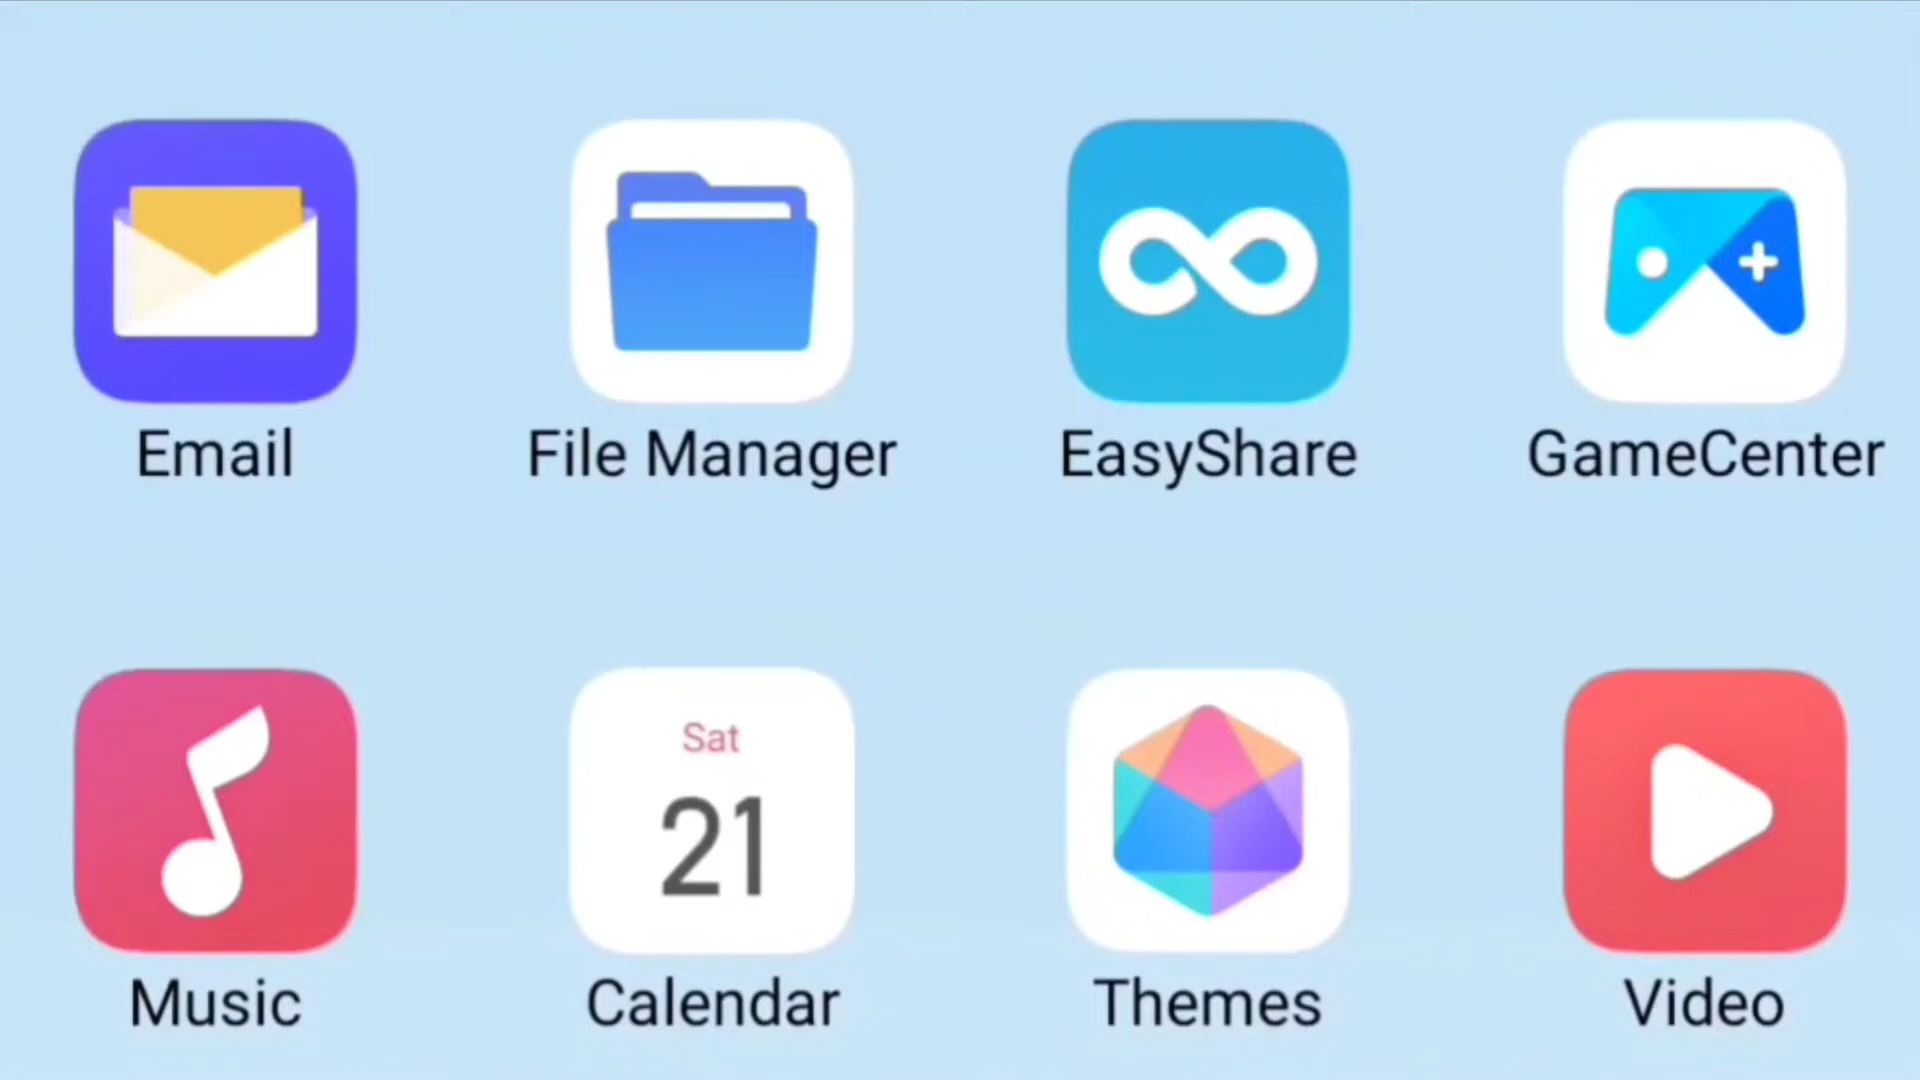 Email
File Manager
EasyShare
GameCenter
Sat
21
Music
Calendar
Themes
Video